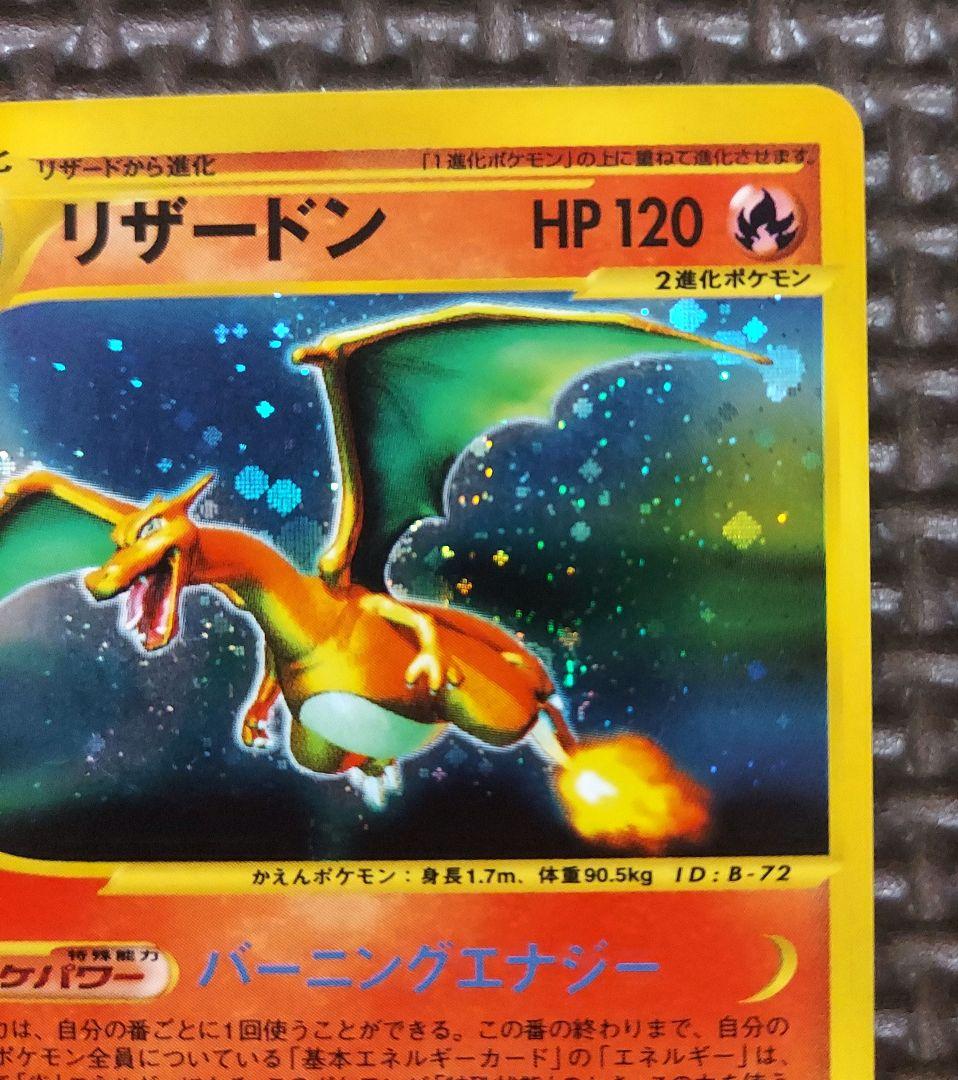 リザードから進化
「1進化ポケモン」の上に重ねて進化させます。
リザードン HP 120
2進化ポケモン
かえんポケモン：身長1.7m、体重90.5kg ID：B-72
特殊能力
ケパワー バーニングエナジー
は、自分の番ごとに1回使うことができる。この番の終わりまで、自分の
ポケモン全員についている「基本エネルギーカード」の「エネルギー」は、